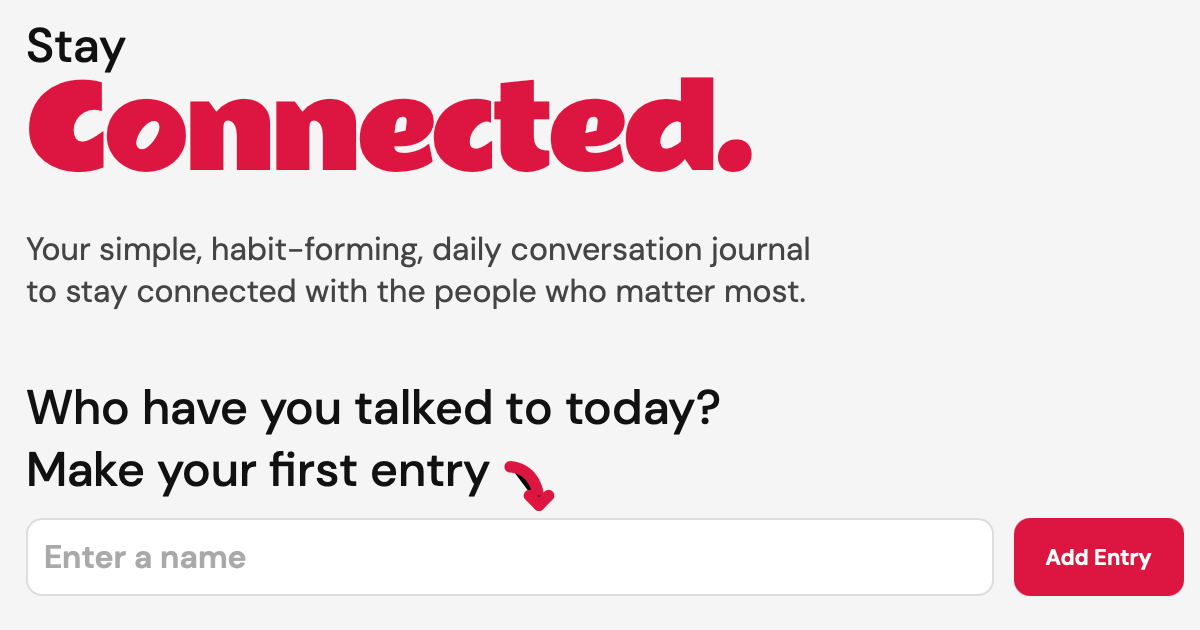 Stay
Connected.
Your simple, habit-forming, daily conversation journal
to stay connected with the people who matter most.
Who have you talked to today?
Make your first entry
Enter a name
Add Entry